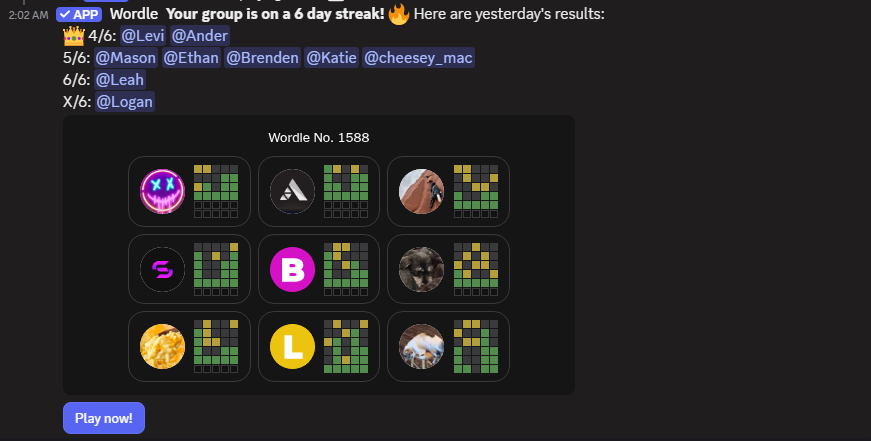 2:02 AM ✓ APP Wordle Your group is on a 6 day streak! 🔥 Here are yesterday's results:
👑 4/6: @Levi @Ander
5/6: @Mason @Ethan @Brenden @Katie @cheesey_mac
6/6: @Leah
X/6: @Logan
Wordle No. 1588
B
L
Play now!